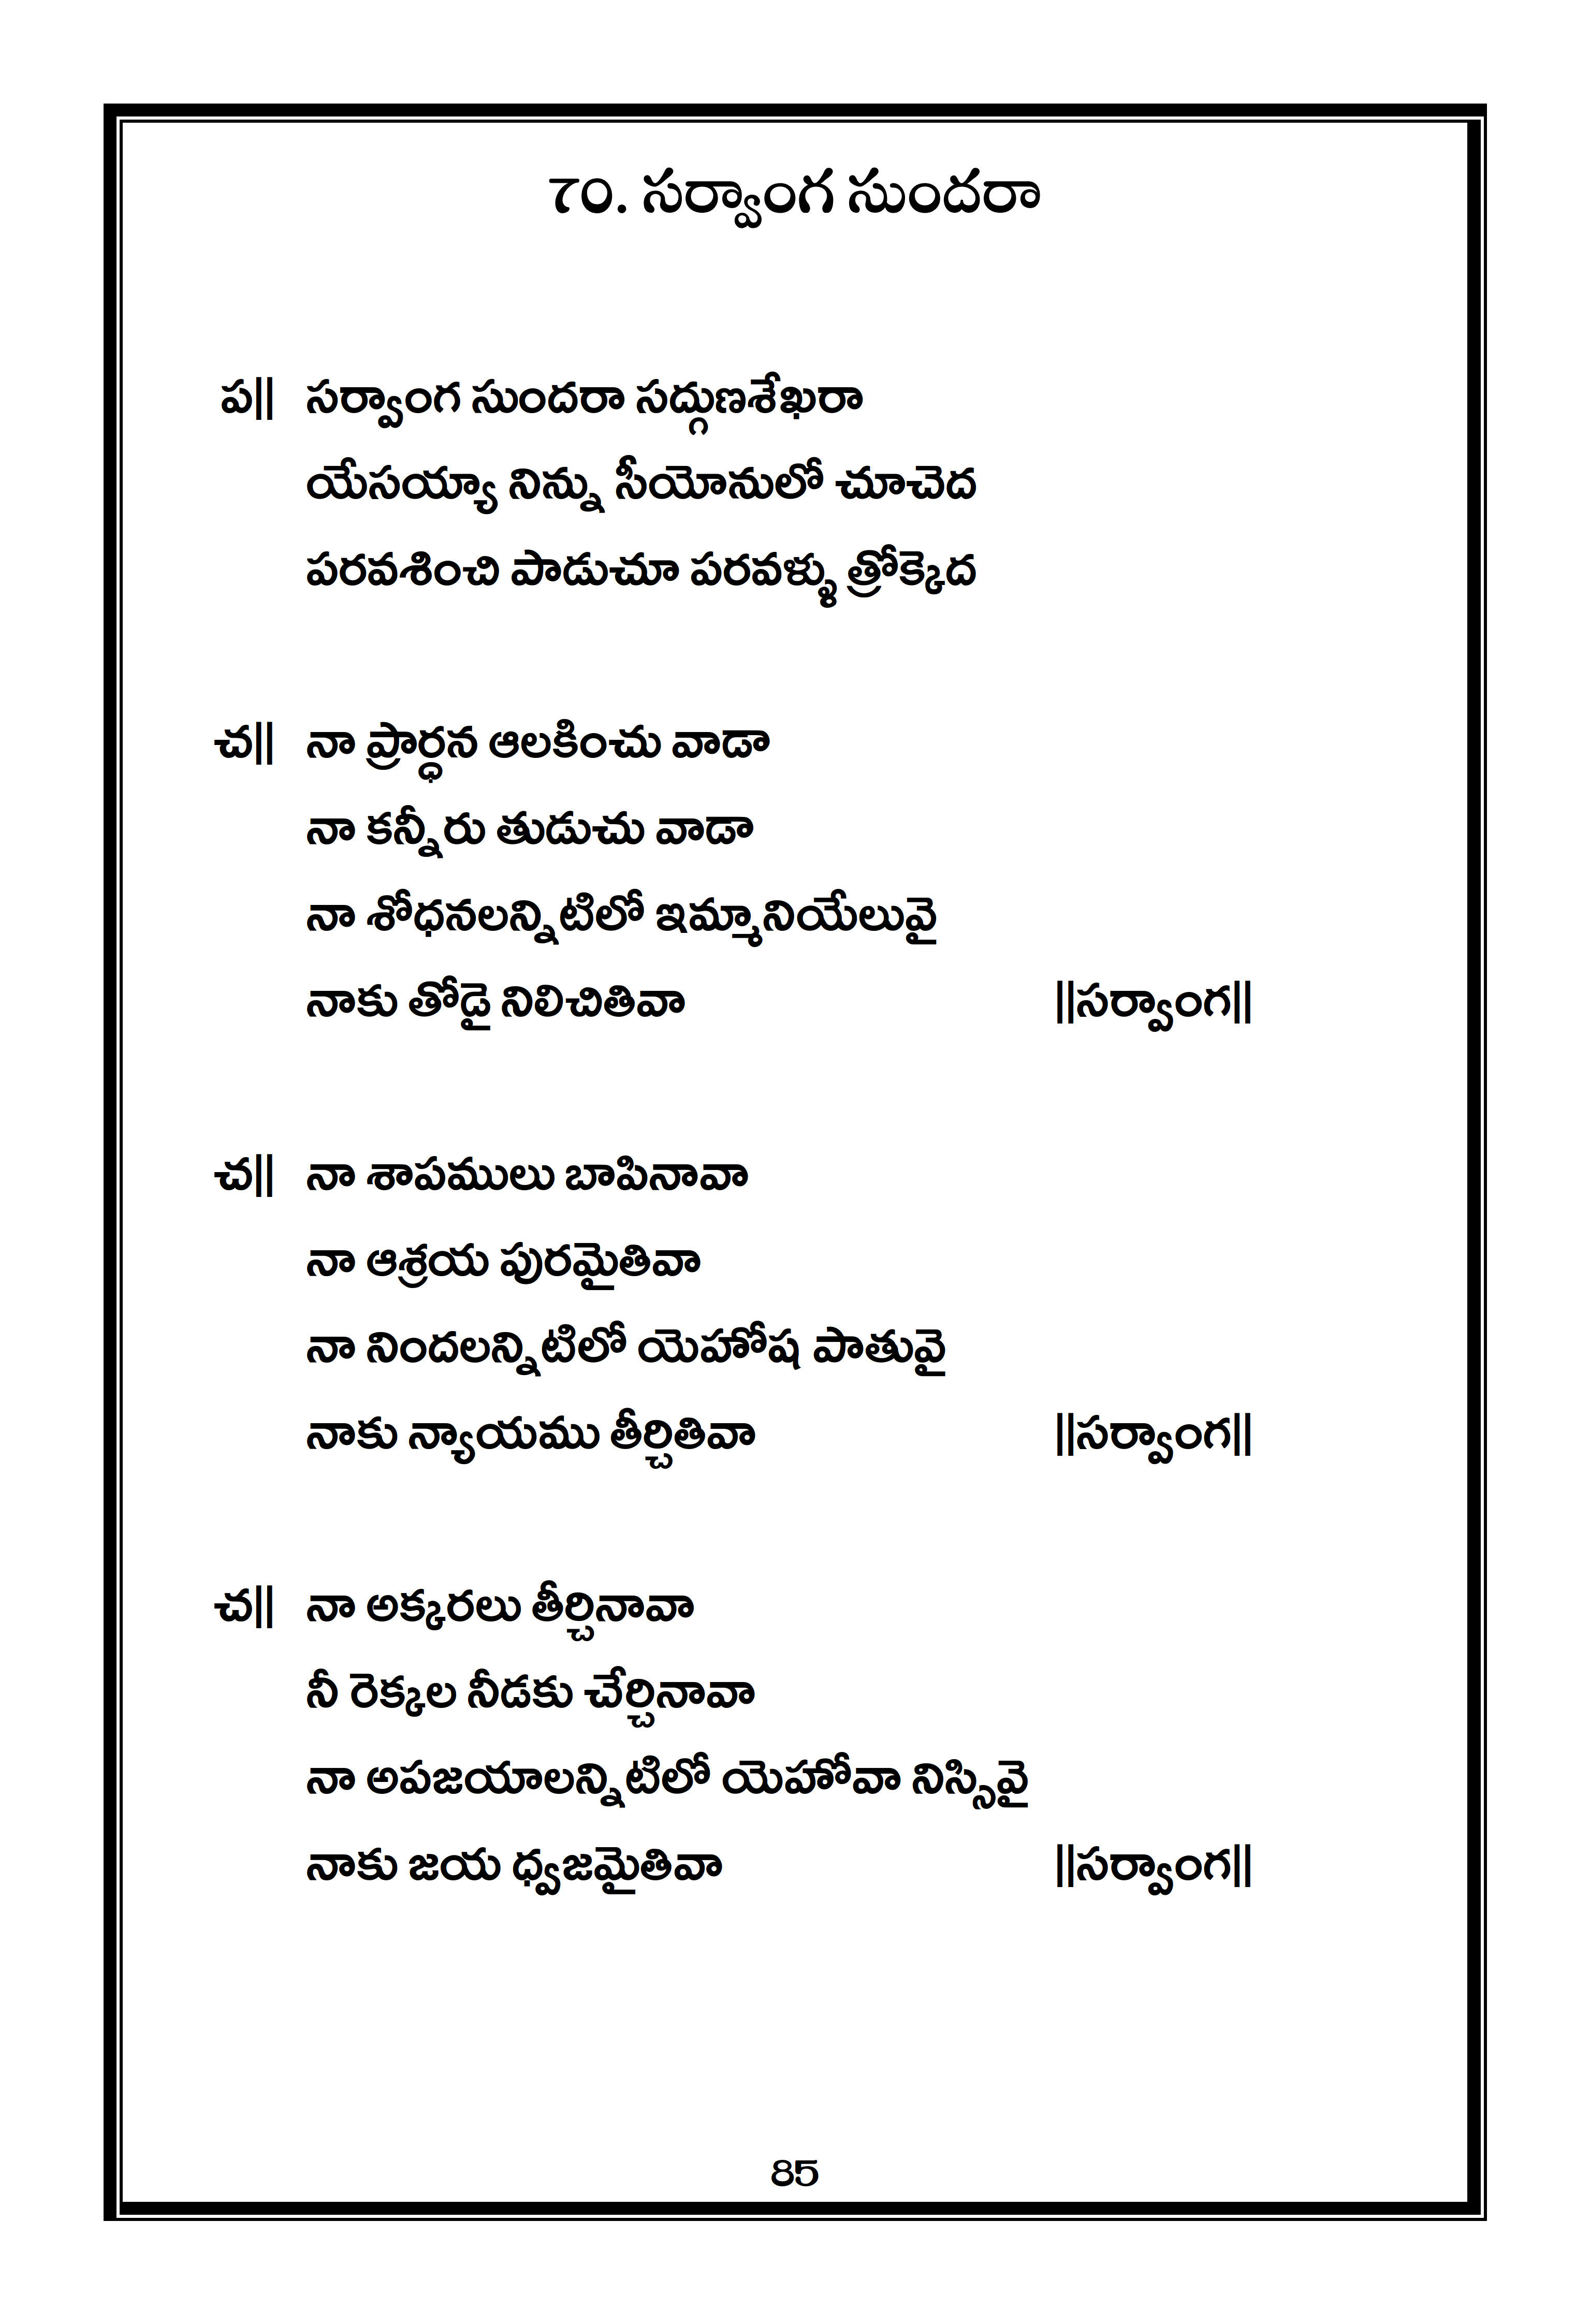 ౭౦. సర్వాంగ సుందరా
ప|| సర్వాంగ సుందరా సద్గుణశేఖరా
యేసయ్యా నిన్ను సీయోనులో చూచెద
పరవశించి పాడుచూ పరవళ్ళు త్రోక్కెద
చ|| నా ప్రార్ధన ఆలకించు వాడా
నా కన్నీరు తుడుచు వాడా
నా శోధనలన్నిటిలో ఇమ్మానియేలువై
నాకు తోడై నిలిచితివా ||సర్వాంగ||
చ|| నా శాపములు బాపినావా
నా ఆశ్రయ పురమైతివా
నా నిందలన్నిటిలో యెహోష పాతువై
నాకు న్యాయము తీర్చితివా ||సర్వాంగ||
చ|| నా అక్కరలు తీర్చినావా
నీ రెక్కల నీడకు చేర్చినావా
నా అపజయాలన్నిటిలో యెహోవా నిస్సివై
నాకు జయ ధ్వజమైతివా ||సర్వాంగ||
85